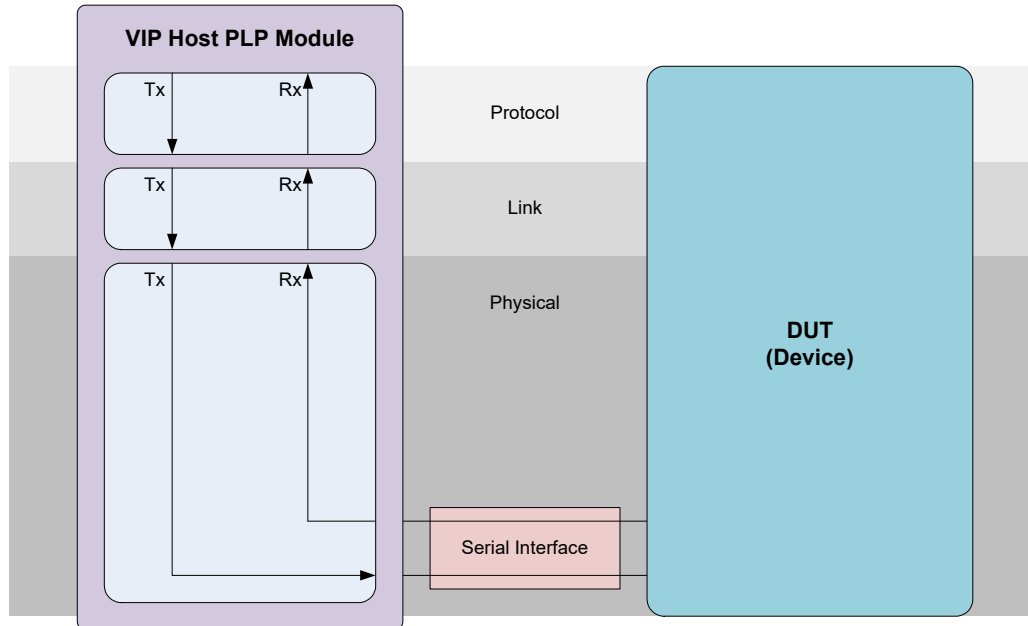 VIP Host PLP Module
Tx Rx
Protocol
Tx Rx
Link
Tx Rx
Physical
DUT
(Device)
Serial Interface